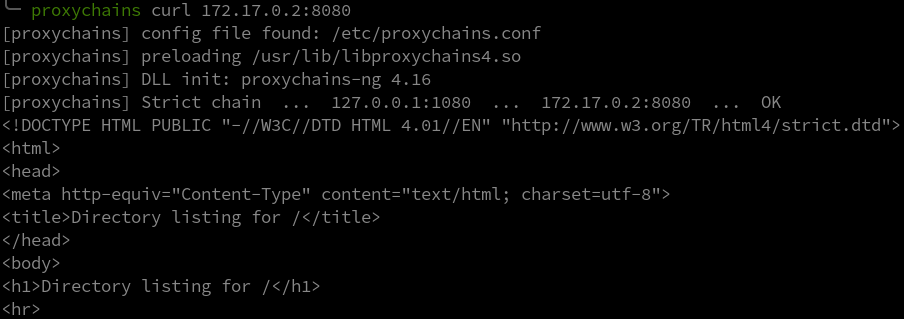 proxychains curl 172.17.0.2:8080
[proxychains] config file found: /etc/proxychains.conf
[proxychains] preloading /usr/lib/libproxychains4.so
[proxychains] DLL init: proxychains-ng 4.16
[proxychains] Strict chain  ...  127.0.0.1:1080  ...  172.17.0.2:8080  ...  OK
<!DOCTYPE HTML PUBLIC "-//W3C//DTD HTML 4.01//EN" "http://www.w3.org/TR/html4/strict.dtd">
<html>
<head>
<meta http-equiv="Content-Type" content="text/html; charset=utf-8">
<title>Directory listing for /</title>
</head>
<body>
<h1>Directory listing for /</h1>
<hr>